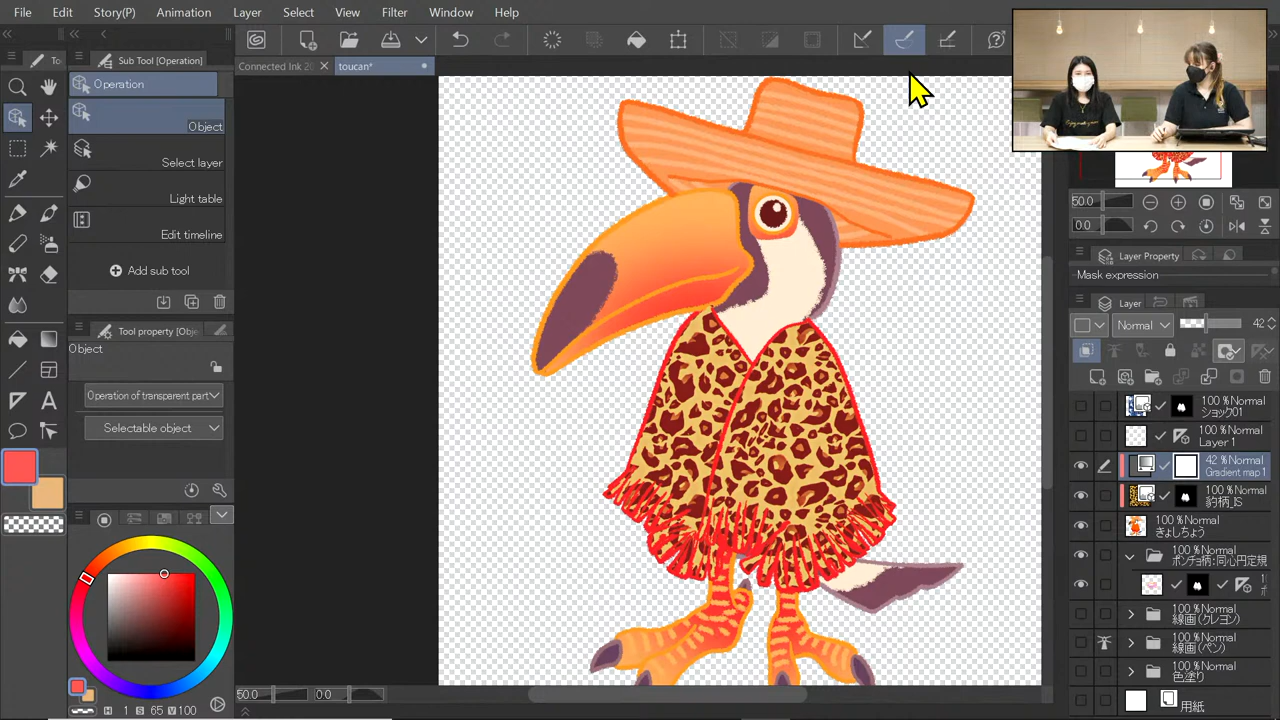 File Edit Story(P) Animation Layer Select View Filter Window Help
To
Sub Tool [Operation]
Connected Ink 20
toucan*
Operation
Object
Select layer
Light table
Edit timeline
Add sub tool
Tool property [Obje
Object
Operation of transparent part
Selectable object
H 1 S 65 V 100
50.0 0.0
50.0
0.0
Layer Property
Mask expression
Layer
Normal 42
100 %Normal
ショック01
100 %Normal
Layer 1
42 %Normal
Gradient map 1
100 %Normal
豹柄_JS
100 %Normal
きょしちょう
100 %Normal
ポンチョ柄:同心円定規
100 %Normal
線画(クレヨン)
100 %Normal
線画(ペン)
100 %Normal
色塗り
用紙